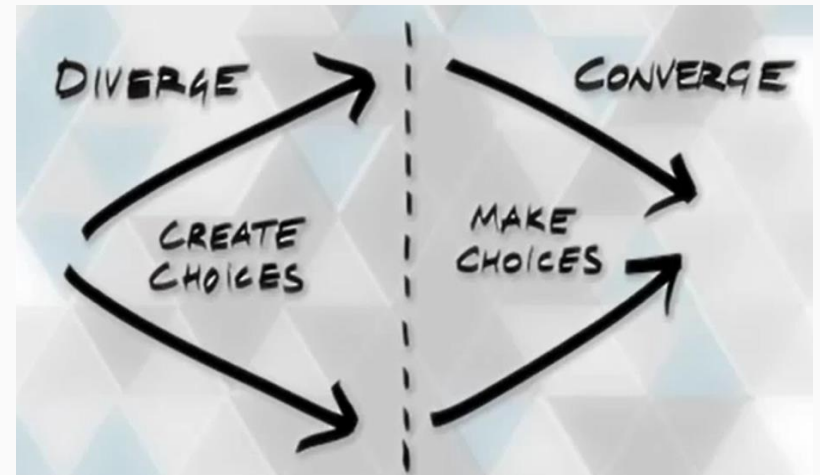 DIVERGE
CONVERGE
CREATE
CHOICES
MAKE
CHOICES